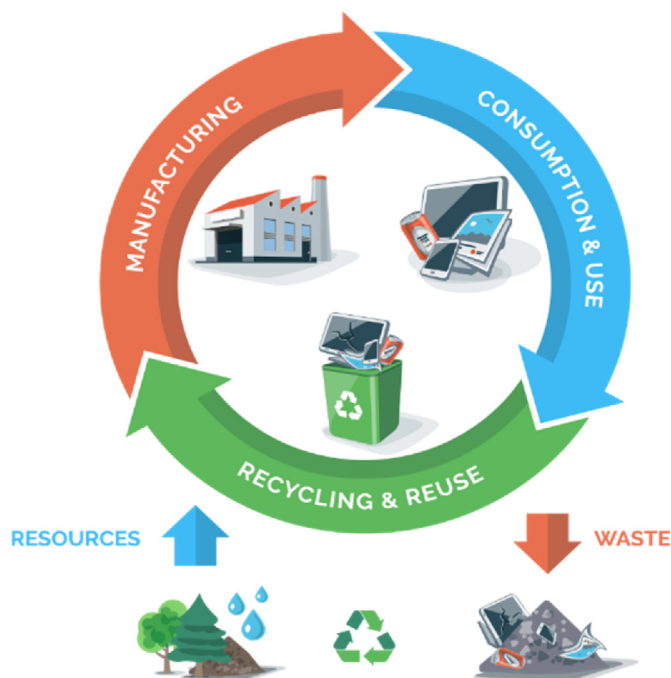 MANUFACTURING
CONSUMPTION & USE
RECYCLING & REUSE
RESOURCES
WASTE